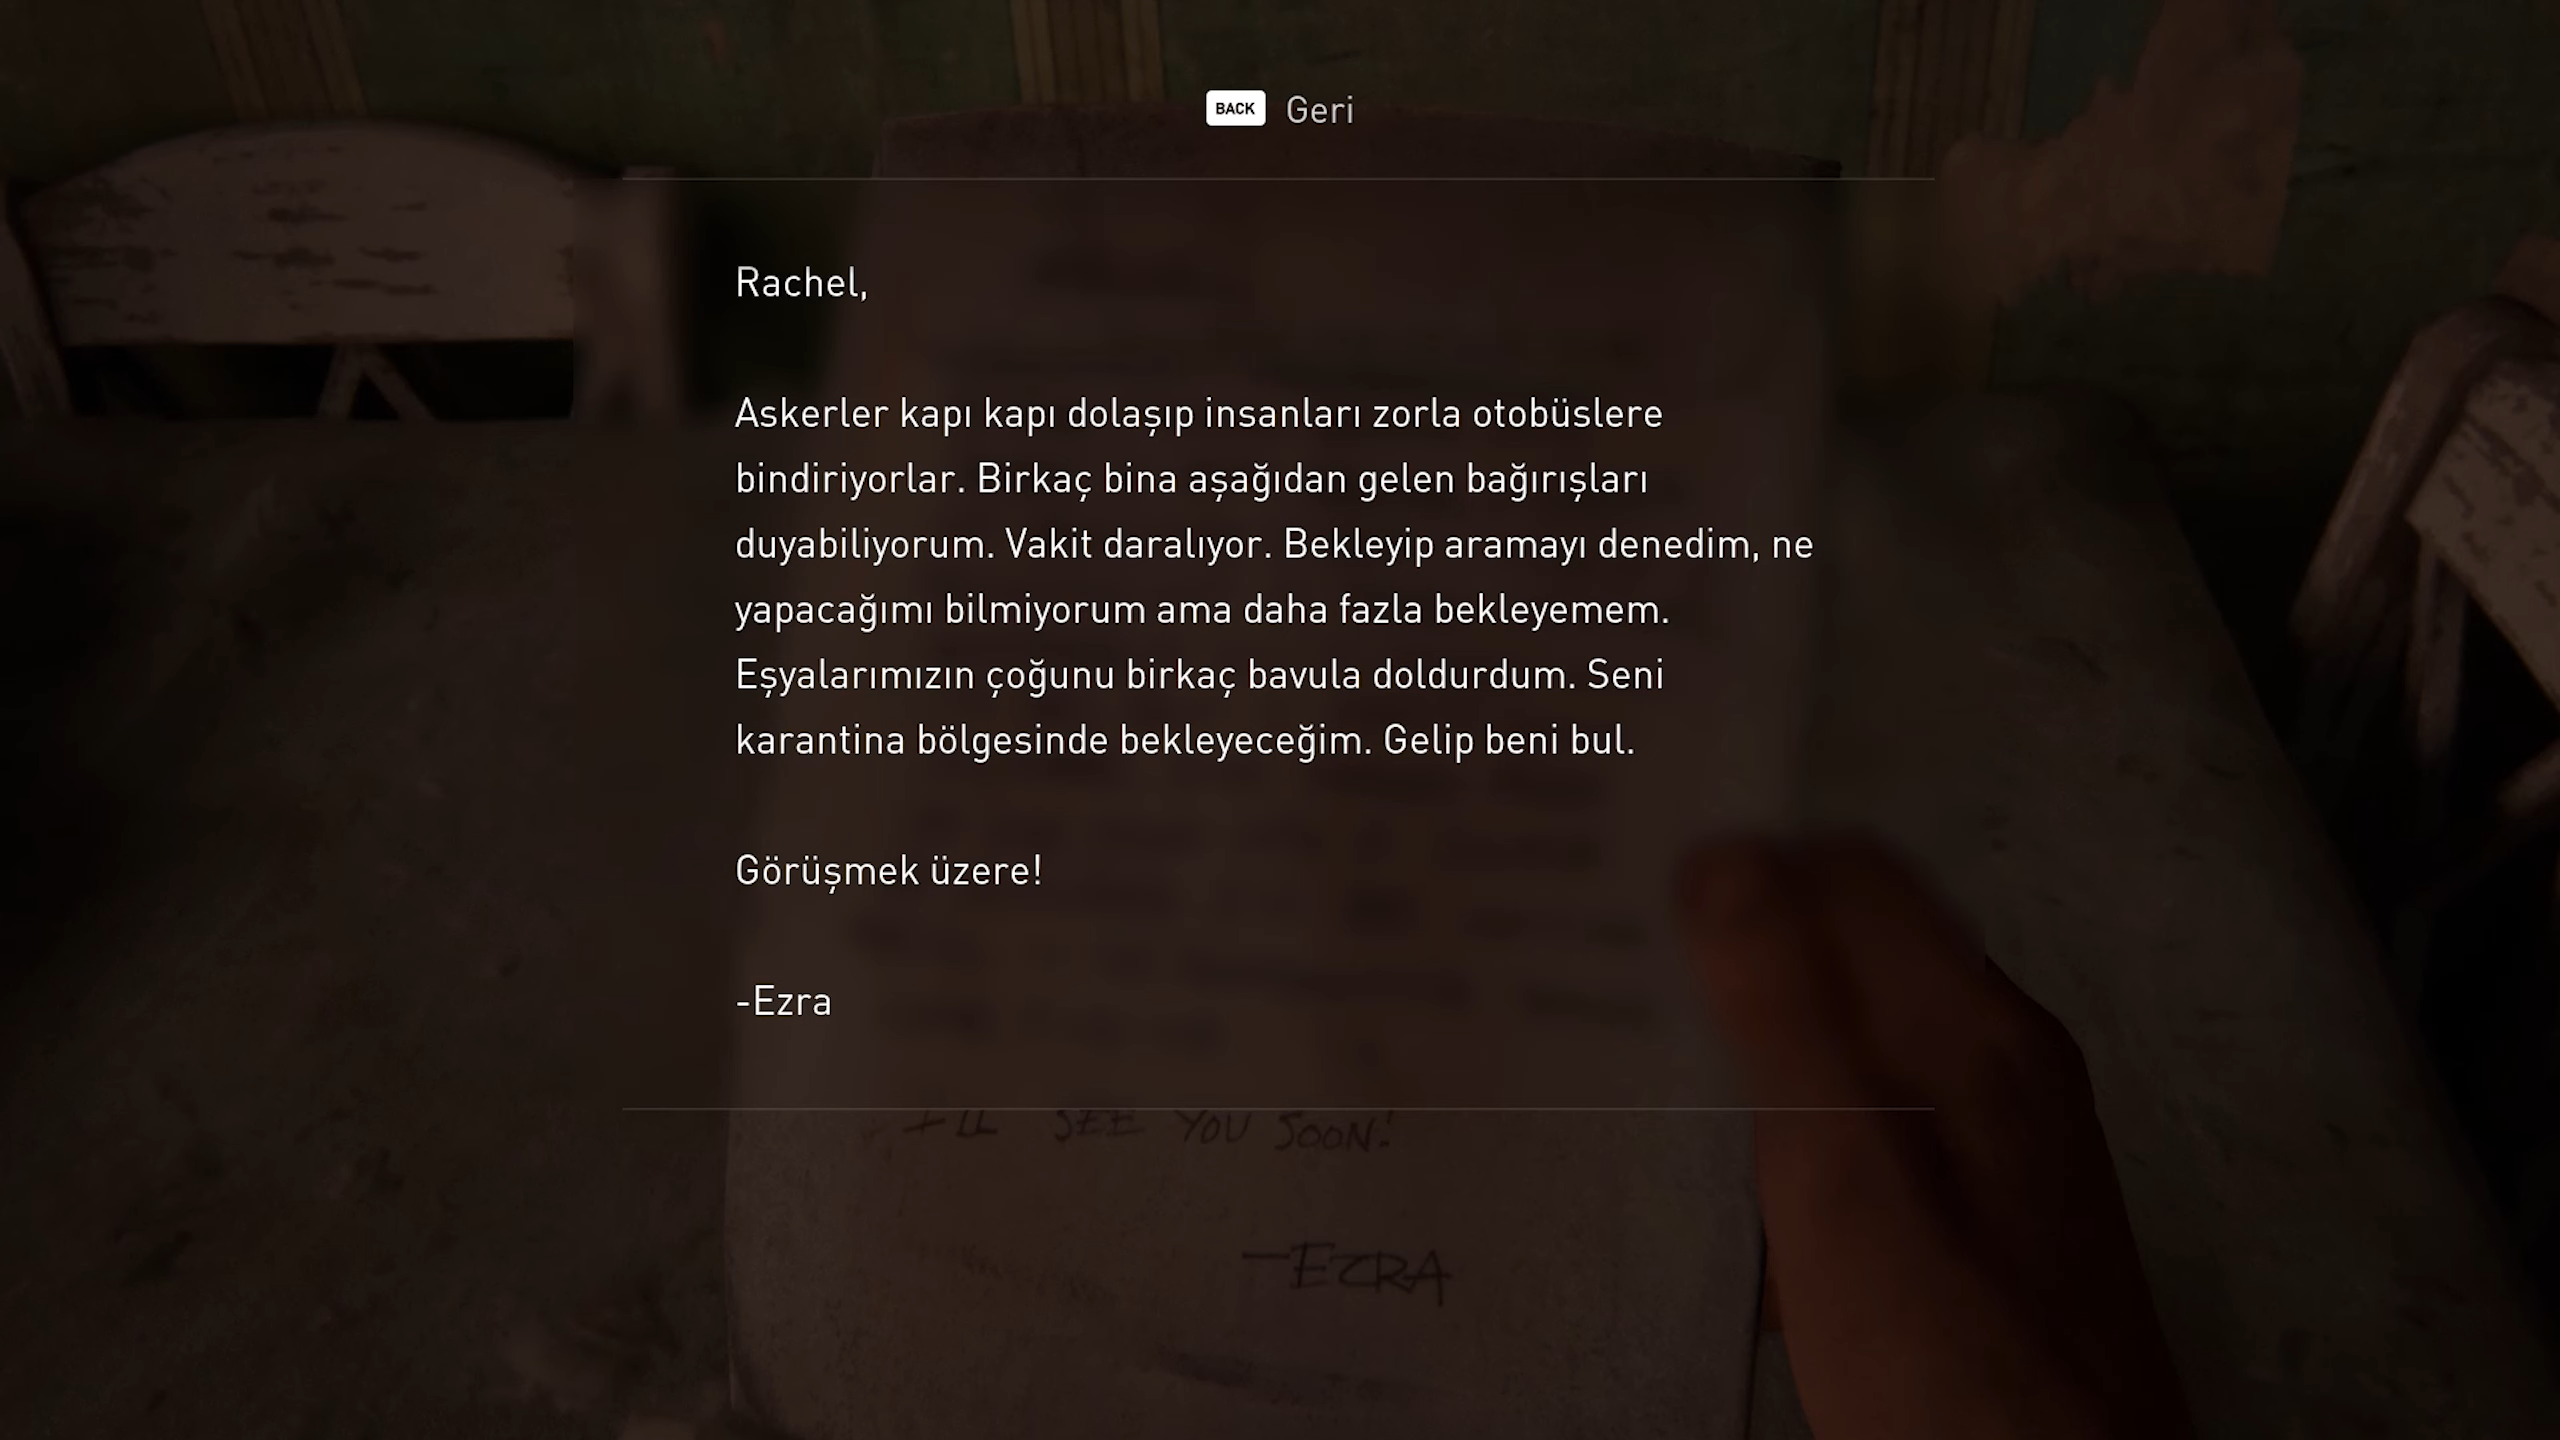 BACK Geri
Rachel,
Askerler kapı kapı dolaşıp insanları zorla otobüslere
bindiriyorlar. Birkaç bina aşağıdan gelen bağırışları
duyabiliyorum. Vakit daralıyor. Bekleyip aramayı denedim, ne
yapacağımı bilmiyorum ama daha fazla bekleyemem.
Eşyalarımızın çoğunu birkaç bavula doldurdum. Seni
karantina bölgesinde bekleyeceğim. Gelip beni bul.
Görüşmek üzere!
-Ezra
I'LL SEE YOU SOON!
—EZRA